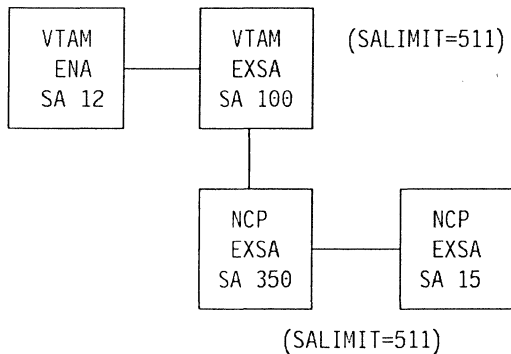 VTAM
ENA
SA 12
VTAM
EXSA
SA 100
(SALIMIT=511)
NCP
EXSA
SA 350
NCP
EXSA
SA 15
(SALIMIT=511)